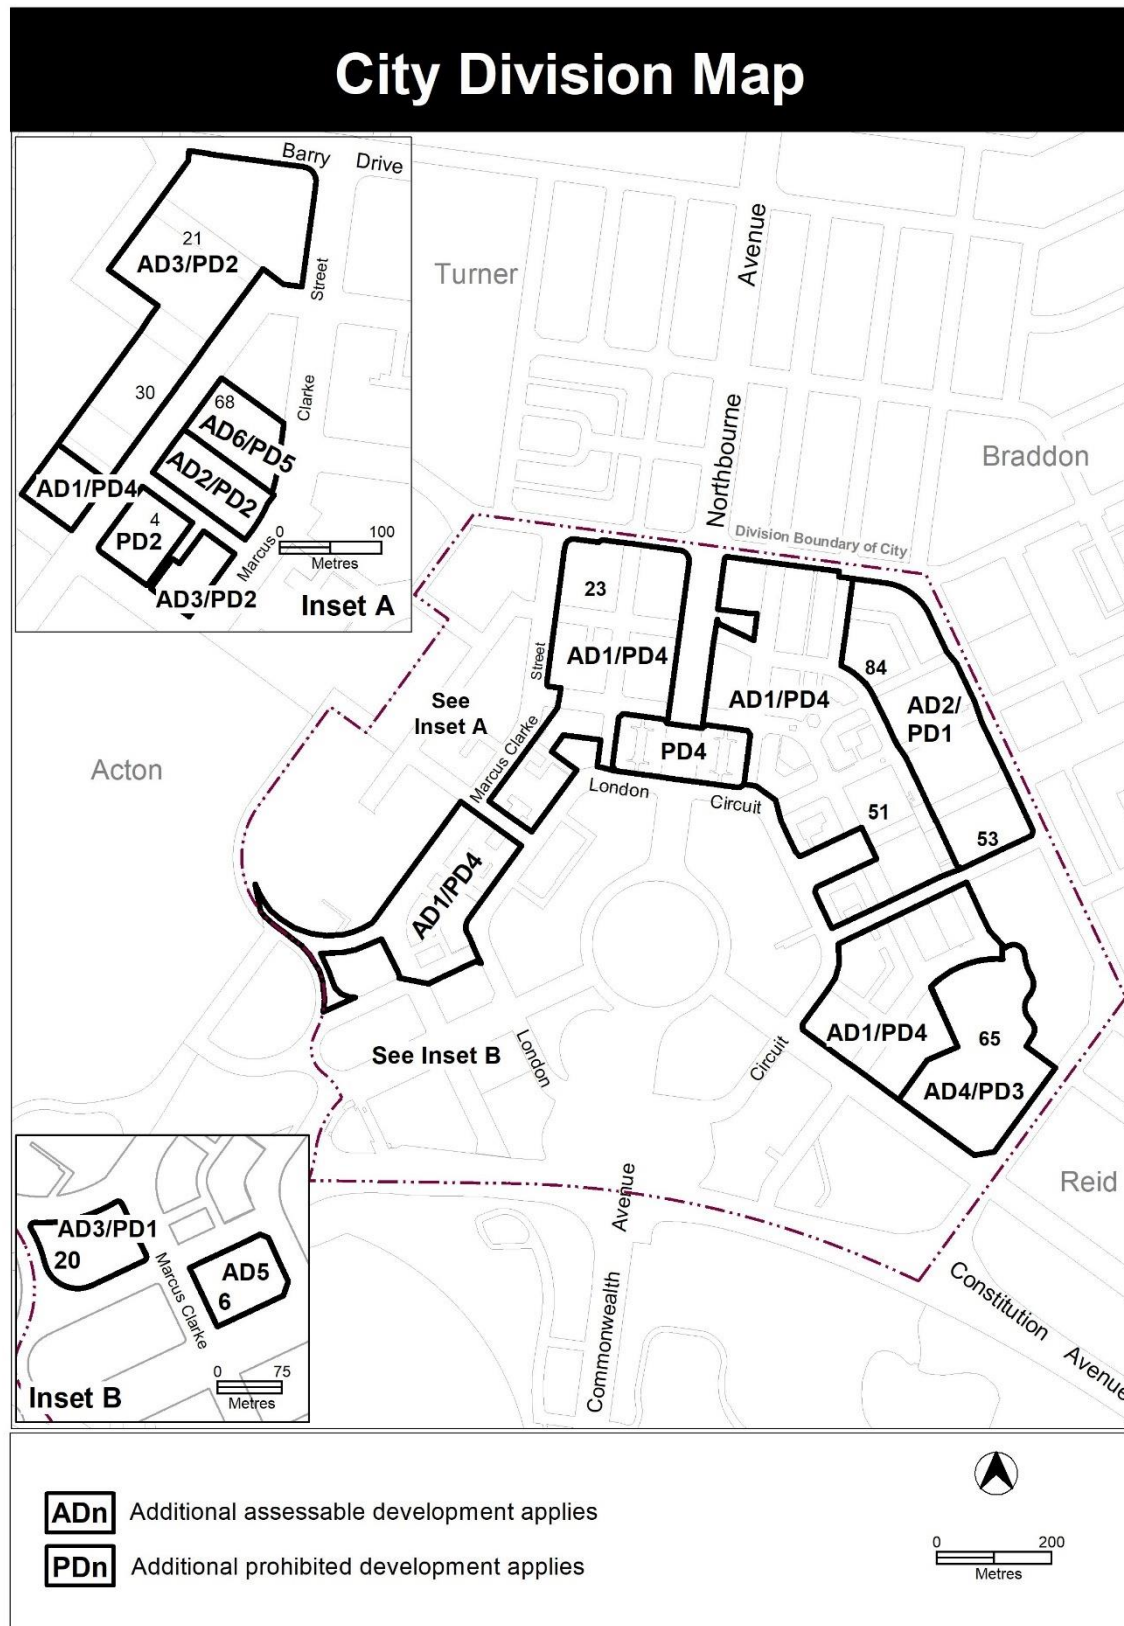 City Division Map
Barry Drive
21
AD3/PD2
Street
30
Clarke
68
AD6/PD5
AD2/PD2
AD1/PD4
4
PD2
AD3/PD2
Marcus
0 100
Metres
Inset A
Turner
Avenue
Northbourne
Braddon
Division Boundary of City
23
AD1/PD4
Street
See
Inset A
Marcus Clarke
Acton
84
AD1/PD4
AD2/
PD1
PD4
London Circuit
51
53
AD1/PD4
AD1/PD4
65
AD4/PD3
See Inset B
London
Circuit
Reid
Avenue
Commonwealth
Constitution Avenue
AD3/PD1
20
Marcus Clarke
AD5
6
0 75
Metres
Inset B
ADn Additional assessable development applies
PDn Additional prohibited development applies
0 200
Metres